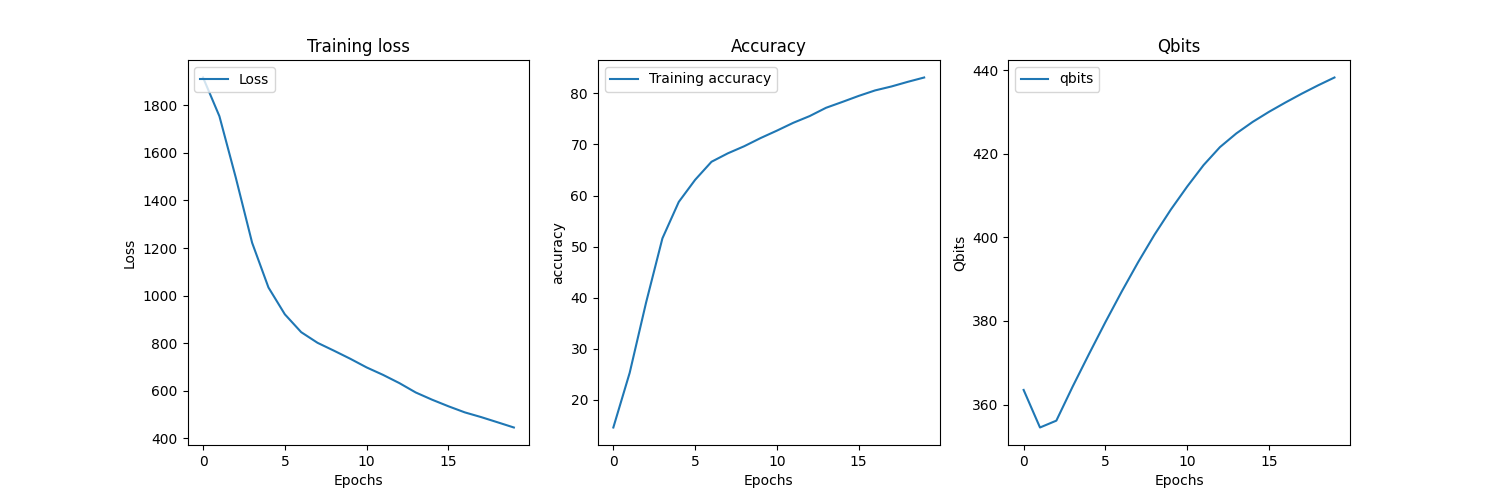 Training loss
Loss
1800
1600
1400
1200
1000
800
600
400
Loss
0 5 10 15
Epochs
Accuracy
Training accuracy
80
70
60
50
40
30
20
accuracy
0 5 10 15
Epochs
Qbits
qbits
440
420
400
380
360
Qbits
0 5 10 15
Epochs